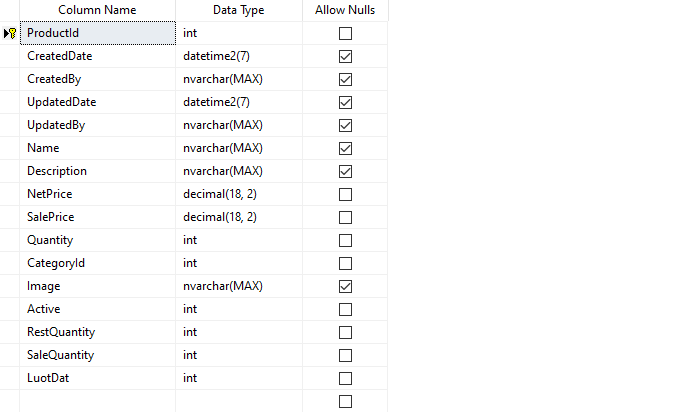 Column Name Data Type Allow Nulls
ProductId int
CreatedDate datetime2(7)
CreatedBy nvarchar(MAX)
UpdatedDate datetime2(7)
UpdatedBy nvarchar(MAX)
Name nvarchar(MAX)
Description nvarchar(MAX)
NetPrice decimal(18, 2)
SalePrice decimal(18, 2)
Quantity int
CategoryId int
Image nvarchar(MAX)
Active int
RestQuantity int
SaleQuantity int
LuotDat int